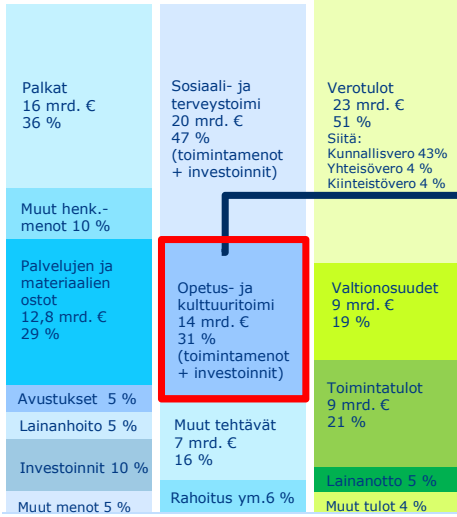 Palkat
16 mrd. €
36 %
Muut henk.-
menot 10 %
Palvelujen ja
materiaalien
ostot
12,8 mrd. €
29 %
Avustukset 5 %
Lainanhoito 5 %
Investoinnit 10 %
Muut menot 5 %
Sosiaali- ja
terveystoimi
20 mrd. €
47 %
(toimintamenot
+ investoinnit)
Opetus- ja
kulttuuritoimi
14 mrd. €
31 %
(toimintamenot
+ investoinnit)
Muut tehtävät
7 mrd. €
16 %
Rahoitus ym.6 %
Verotulot
23 mrd. €
51 %
Siitä:
Kunnallisvero 43%
Yhteisövero 4 %
Kiinteistövero 4 %
Valtionosuudet
9 mrd. €
19 %
Toimintatulot
9 mrd. €
21 %
Lainanotto 5 %
Muut tulot 4 %